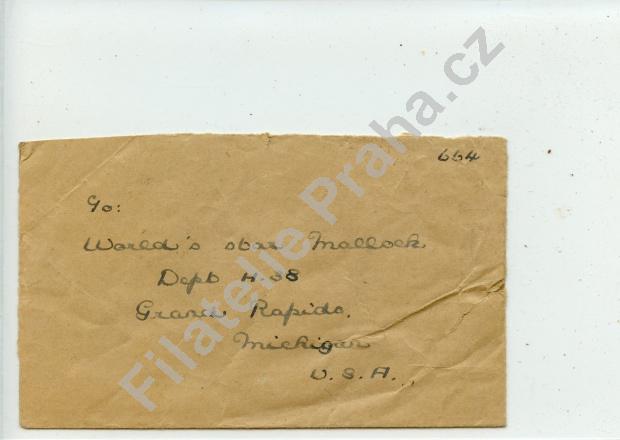 664
To:
World's star Mallock
Dept H.38
Grand Rapids,
Michigan
U.S.A.
Filatelie Praha.cz